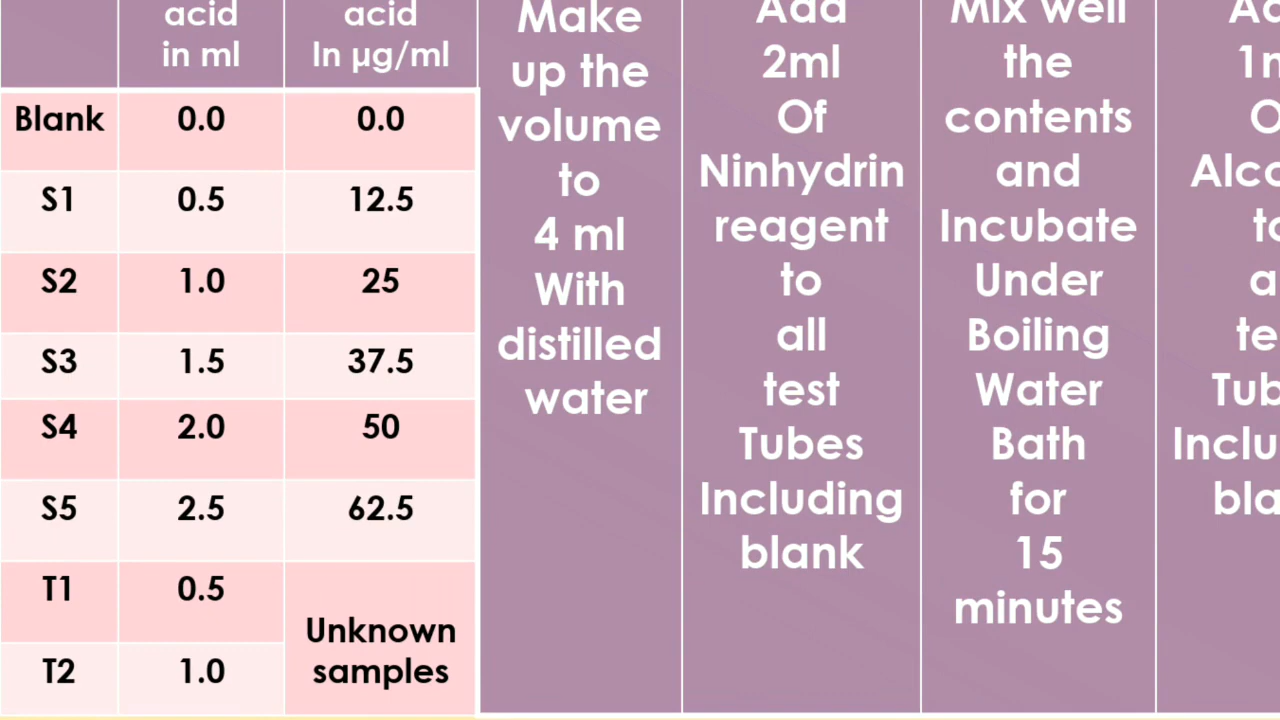 acid
in ml
acid
In µg/ml
Blank 0.0 0.0
S1 0.5 12.5
S2 1.0 25
S3 1.5 37.5
S4 2.0 50
S5 2.5 62.5
T1 0.5
T2 1.0
Unknown
samples
Make
up the
volume
to
4 ml
With
distilled
water
Add
2ml
Of
Ninhydrin
reagent
to
all
test
Tubes
Including
blank
Mix well
the
contents
and
Incubate
Under
Boiling
Water
Bath
for
15
minutes